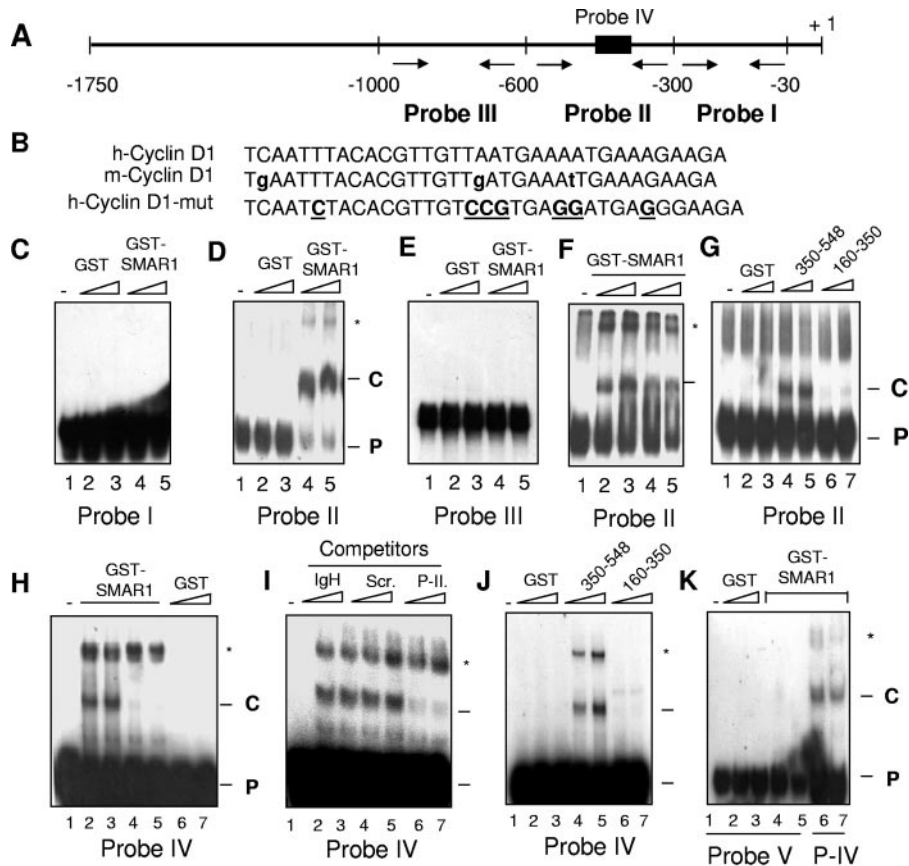 A
Probe IV
+ 1
-1750
-1000
-600
-300
-30
Probe III
Probe II
Probe I
B
h-Cyclin D1 TCAATTTACACGTTGTTAATGAAAATGAAAGAAGA
m-Cyclin D1 TgAATTTACACGTTGTTgATGAAAtTGAAAGAAGA
h-Cyclin D1-mut TCAATCTACACGTTGTCCCGTGAGGATGAGGGAAGA
C
GST
GST-SMAR1
-
1 2 3 4 5
Probe I
D
GST
GST-SMAR1
-
*
C
P
1 2 3 4 5
Probe II
E
GST
GST-SMAR1
-
1 2 3 4 5
Probe III
F
GST-SMAR1
-
*
1 2 3 4 5
Probe II
G
GST
350-548
160-350
-
C
P
1 2 3 4 5 6 7
Probe II
H
GST-SMAR1
GST
-
*
C
P
1 2 3 4 5 6 7
Probe IV
I
Competitors
IgH Scr. P-II.
-
*
1 2 3 4 5 6 7
Probe IV
J
GST
350-548
160-350
-
*
1 2 3 4 5 6 7
Probe IV
K
GST
GST-SMAR1
-
*
C
P
1 2 3 4 5 6 7
Probe V
P-IV